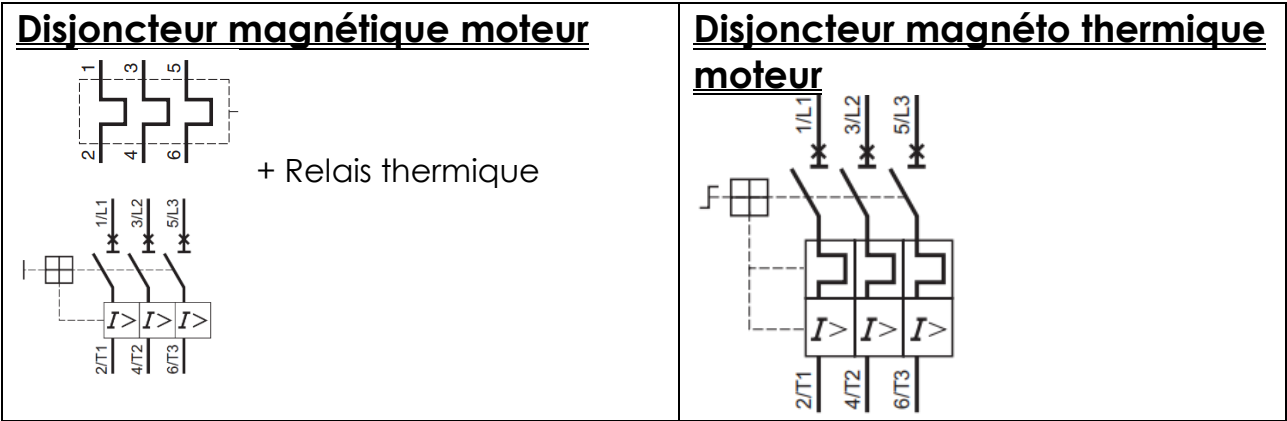 Disjoncteur magnétique moteur
1 3 5
2 4 6
+ Relais thermique
1/L1 3/L2 5/L3
I> I> I>
2/T1 4/T2 6/T3
Disjoncteur magnéto thermique
moteur
1/L1 3/L2 5/L3
I> I> I>
2/T1 4/T2 6/T3